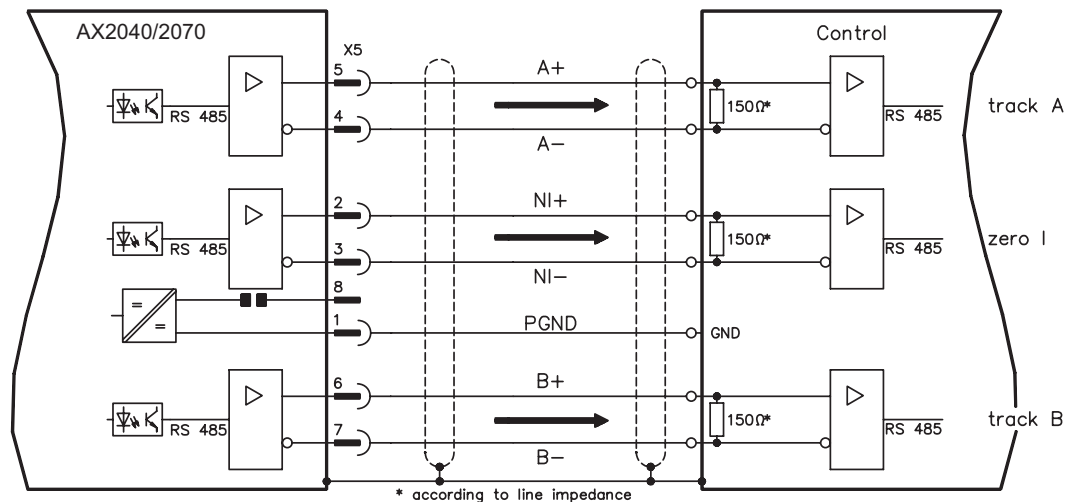 AX2040/2070
Control
X5
5
A+
RS 485
150Ω*
RS 485
track A
4
A–
2
NI+
RS 485
150Ω*
RS 485
zero I
3
NI–
8
1
PGND
GND
6
B+
RS 485
150Ω*
RS 485
track B
7
B–
* according to line impedance